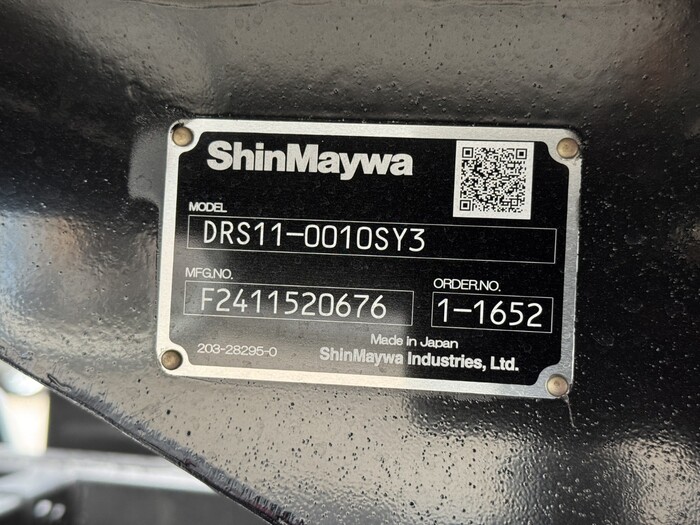 ShinMaywa
MODEL
DRS11-0010SY3
MFG.NO.
ORDER.NO.
F2411520676
1-1652
Made in Japan
203-28295-0
ShinMaywa Industries, Ltd.